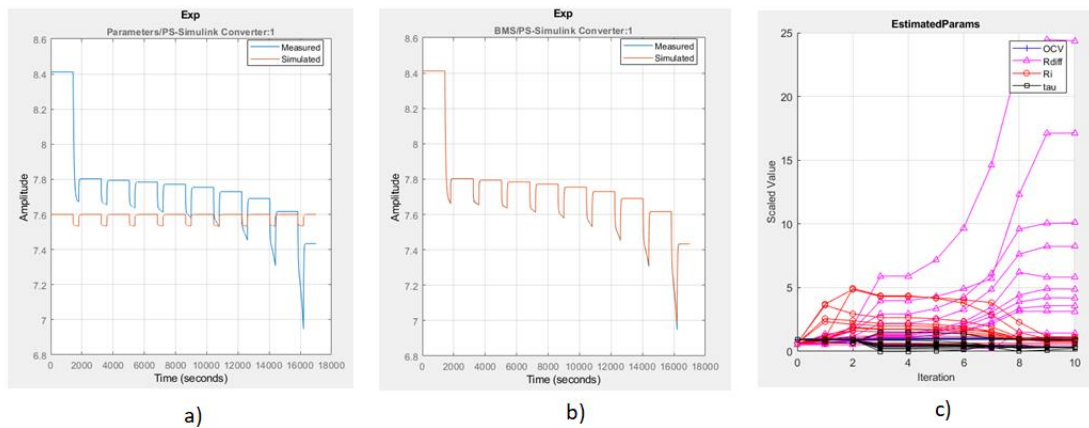 Exp
Parameters/PS-Simulink Converter:1
Measured
Simulated
Amplitude
8.6
8.4
8.2
8
7.8
7.6
7.4
7.2
7
6.8
0 2000 4000 6000 8000 10000 12000 14000 16000 18000
Time (seconds)
a)
Exp
BMS/PS-Simulink Converter:1
Measured
Simulated
Amplitude
8.6
8.4
8.2
8
7.8
7.6
7.4
7.2
7
6.8
0 2000 4000 6000 8000 10000 12000 14000 16000 18000
Time (seconds)
b)
EstimatedParams
OCV
Rdiff
Ri
tau
Scaled Value
25
20
15
10
5
0
0 2 4 6 8 10
Iteration
c)